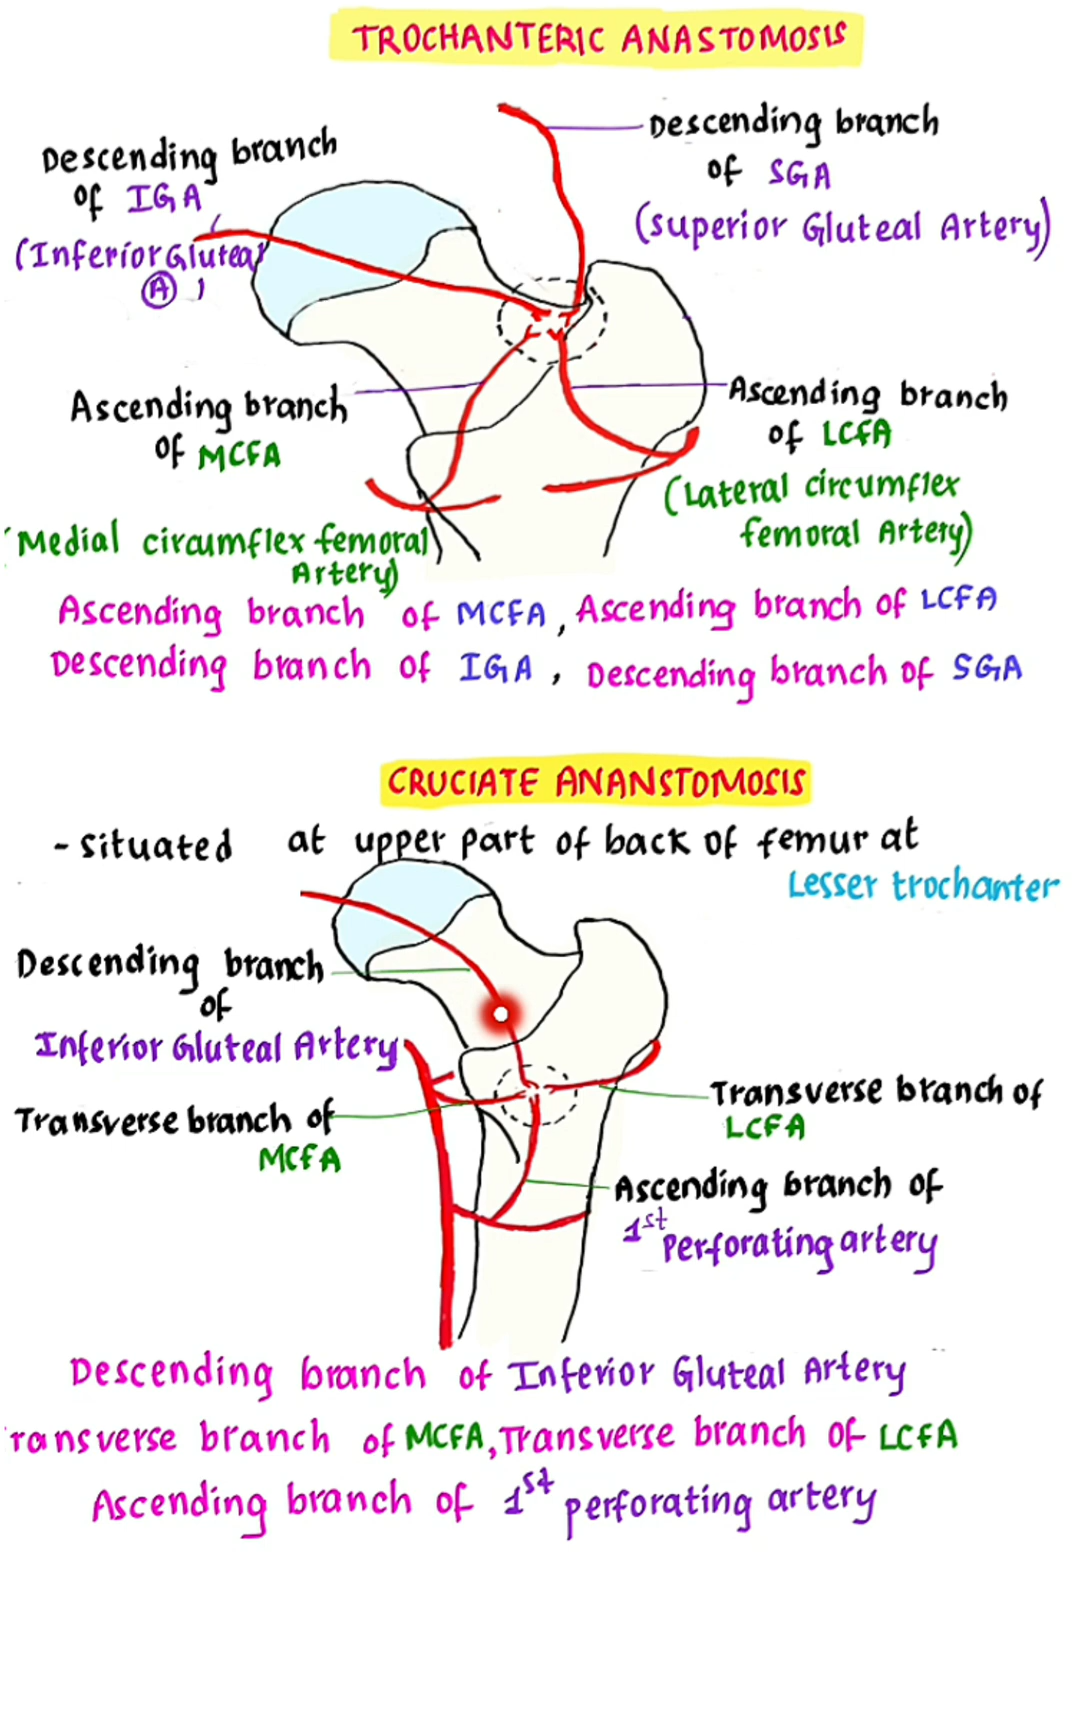 TROCHANTERIC ANASTOMOSIS
Descending branch
of IGA
(Inferior Gluteal
A )
Descending branch
of SGA
(Superior Gluteal Artery)
Ascending branch
of MCFA
(Medial circumflex femoral
Artery)
Ascending branch
of LCFA
(Lateral circumflex
femoral Artery)
Ascending branch of MCFA, Ascending branch of LCFA
Descending branch of IGA, Descending branch of SGA
CRUCIATE ANANSTOMOSIS
- situated at upper part of back of femur at
Lesser trochanter
Descending branch
of
Inferior Gluteal Artery
Transverse branch of
MCFA
Transverse branch of
LCFA
Ascending branch of
1st
Perforating artery
Descending branch of Inferior Gluteal Artery
ransverse branch of MCFA, Transverse branch of LCFA
Ascending branch of 1st perforating artery